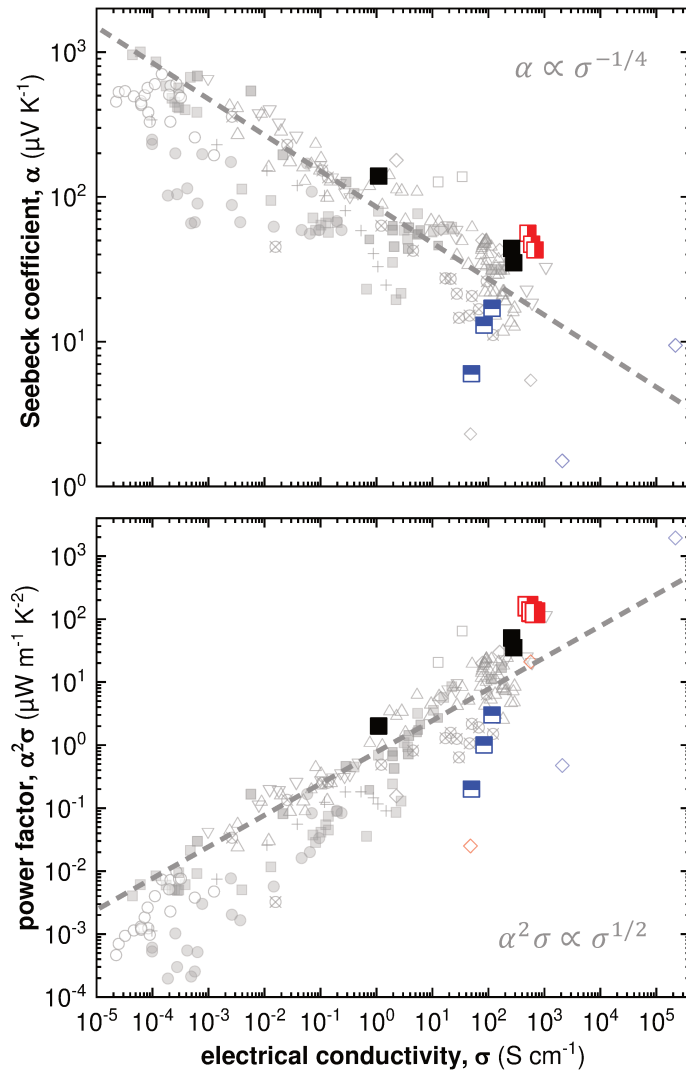 10³
10²
10¹
10⁰
Seebeck coefficient, α (μV K⁻¹)
α ∝ σ⁻¹/⁴
10³
10²
10¹
10⁰
10⁻¹
10⁻²
10⁻³
10⁻⁴
power factor, α²σ (μW m⁻¹ K⁻²)
α²σ ∝ σ¹/²
10⁻⁵ 10⁻⁴ 10⁻³ 10⁻² 10⁻¹ 10⁰ 10¹ 10² 10³ 10⁴ 10⁵
electrical conductivity, σ (S cm⁻¹)